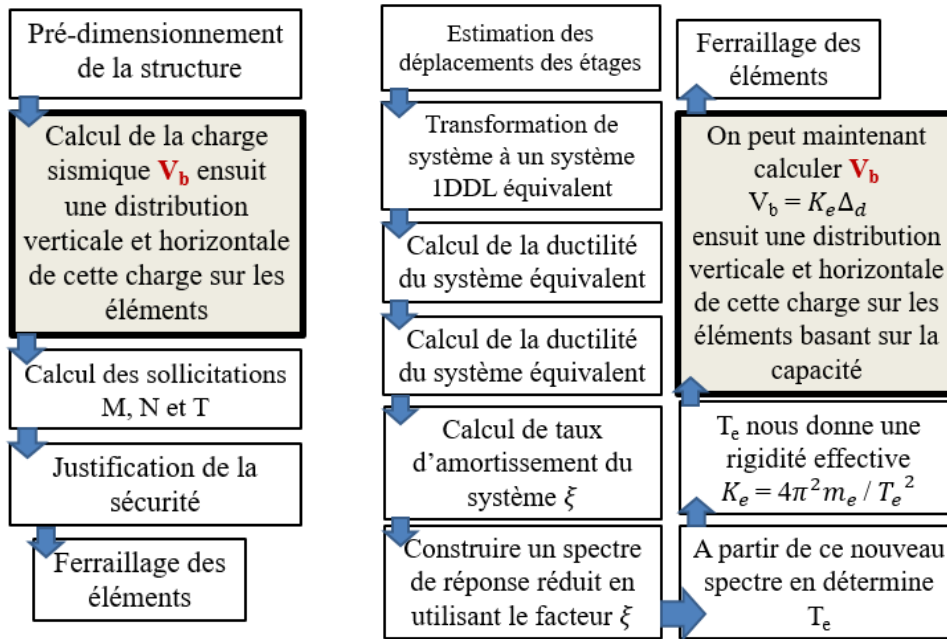 Pré-dimensionnement
de la structure
Calcul de la charge
sismique V_b ensuit
une distribution
verticale et horizontale
de cette charge sur les
éléments
Calcul des sollicitations
M, N et T
Justification de la
sécurité
Ferraillage des
éléments
Estimation des
déplacements des étages
Transformation de
système à un système
1DDL équivalent
Calcul de la ductilité
du système équivalent
Calcul de la ductilité
du système équivalent
Calcul de taux
d’amortissement du
système ξ
Construire un spectre
de réponse réduit en
utilisant le facteur ξ
A partir de ce nouveau
spectre en détermine
T_e
T_e nous donne une
rigidité effective
K_e = 4π² m_e / T_e²
On peut maintenant
calculer V_b
V_b = K_e Δ_d
ensuit une distribution
verticale et horizontale
de cette charge sur les
éléments basant sur la
capacité
Ferraillage des
éléments